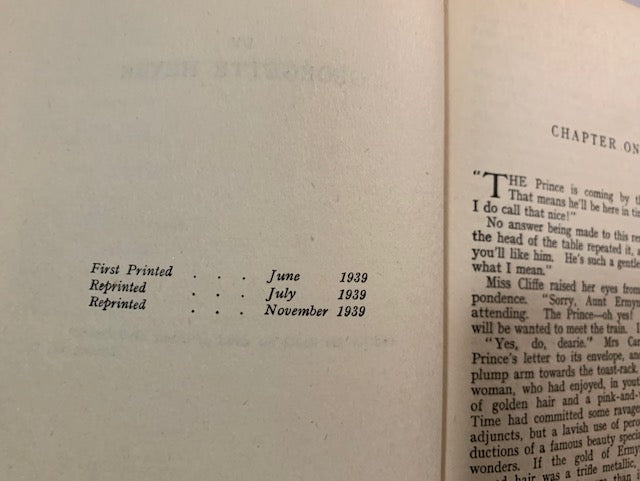 BY
GEORGETTE HEYER
First Printed . . . June 1939
Reprinted . . . July 1939
Reprinted . . . November 1939
CHAPTER
"THE Prince is coming by
That means he'll be here in
I do call that nice!"
No answer being made to this
the head of the table repeated it,
you'll like him. He's such a
what I mean."
Miss Cliffe raised her eyes from
pondence. "Sorry, Aunt
attending. The Prince—oh yes!
will be wanted to meet the train. I
"Yes, do, dearie." Mrs
Prince's letter to its envelope, and
plump arm towards the toast-rack.
woman, who had enjoyed, in
of golden hair and a
Time had committed some
adjuncts, but a lavish use of
ductions of a famous beauty
wonders. If the gold of
hair was a trifle metallic,